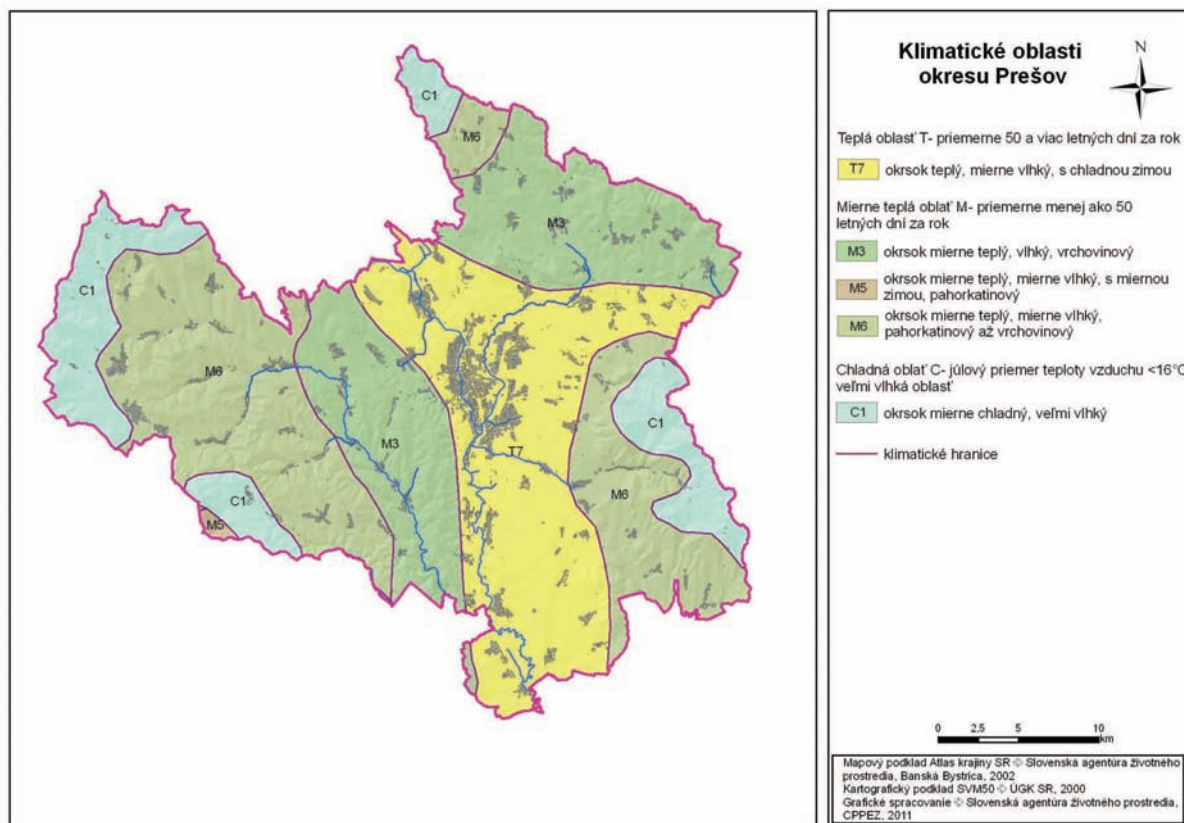 Klimatické oblasti
okresu Prešov
N
Teplá oblasť T- priemerne 50 a viac letných dní za rok
T7 okrsok teplý, mierne vlhký, s chladnou zimou
Mierne teplá oblať M- priemerne menej ako 50
letných dní za rok
M3 okrsok mierne teplý, vlhký, vrchovinový
M5 okrsok mierne teplý, mierne vlhký, s miernou
zimou, pahorkatinový
M6 okrsok mierne teplý, mierne vlhký,
pahorkatinový až vrchovinový
Chladná oblať C- júlový priemer teploty vzduchu <16°C
veľmi vlhká oblasť
C1 okrsok mierne chladný, veľmi vlhký
klimatické hranice
0 2,5 5 10
km
Mapový podklad Atlas krajiny SR © Slovenská agentúra životného
prostredia, Banská Bystrica, 2002
Kartografický podklad SVM50 © ÚGK SR, 2000
Grafické spracovanie © Slovenská agentúra životného prostredia,
CPPEZ, 2011
C1
M6
M3
C1
M6
C1
M3
T7
M6
C1
M5